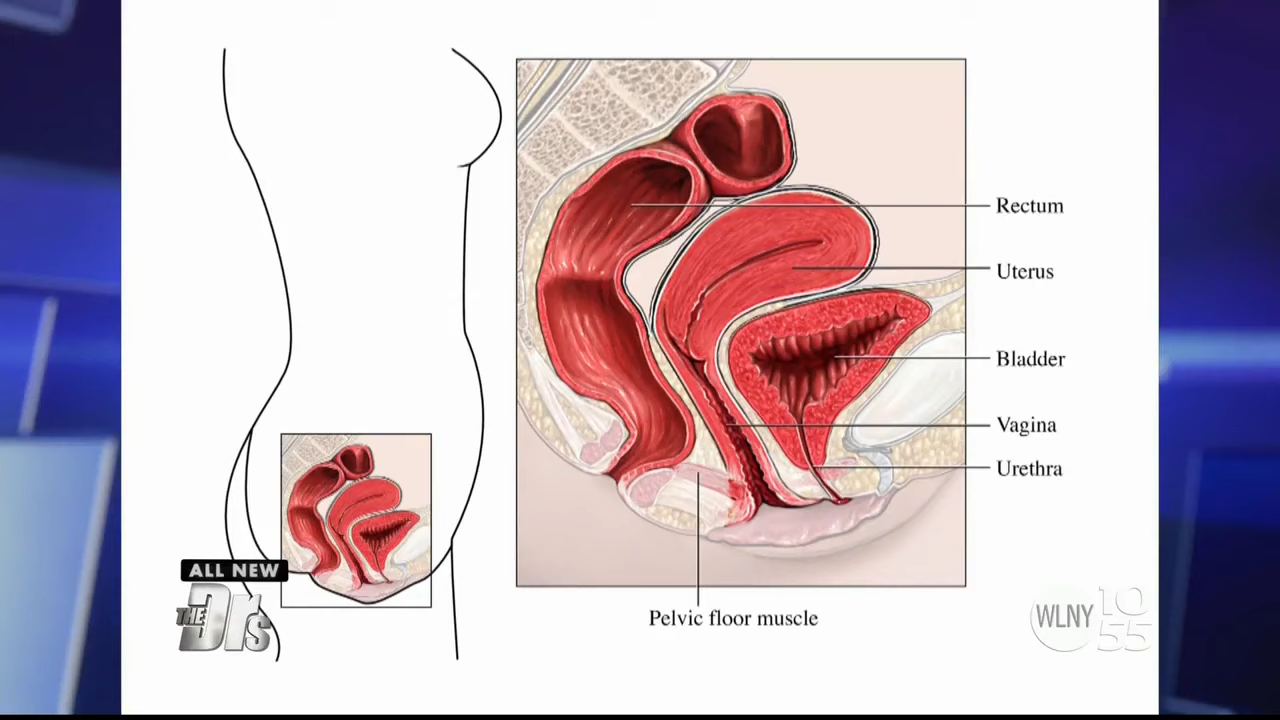 Rectum
Uterus
Bladder
Vagina
Urethra
Pelvic floor muscle
ALL NEW
THE Drs
WLNY 10
55